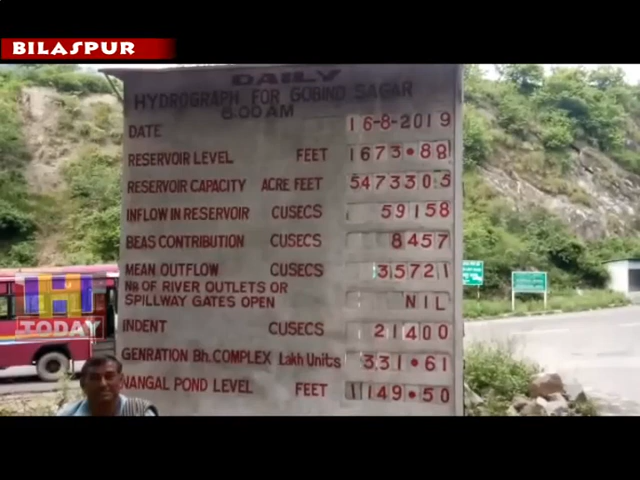 BILASPUR
DAILY
HYDROGRAPH FOR GOBIND SAGAR
6.00 AM
DATE 16-8-2019
RESERVOIR LEVEL FEET 1673.88
RESERVOIR CAPACITY ACRE FEET 5473305
INFLOW IN RESERVOIR CUSECS 59158
BEAS CONTRIBUTION CUSECS 8457
MEAN OUTFLOW CUSECS 35721
NO OF RIVER OUTLETS OR
SPILLWAY GATES OPEN NIL
INDENT CUSECS 21400
GENRATION Bh. COMPLEX Lakh Units 331.61
NANGAL POND LEVEL FEET 1149.50
TODAY